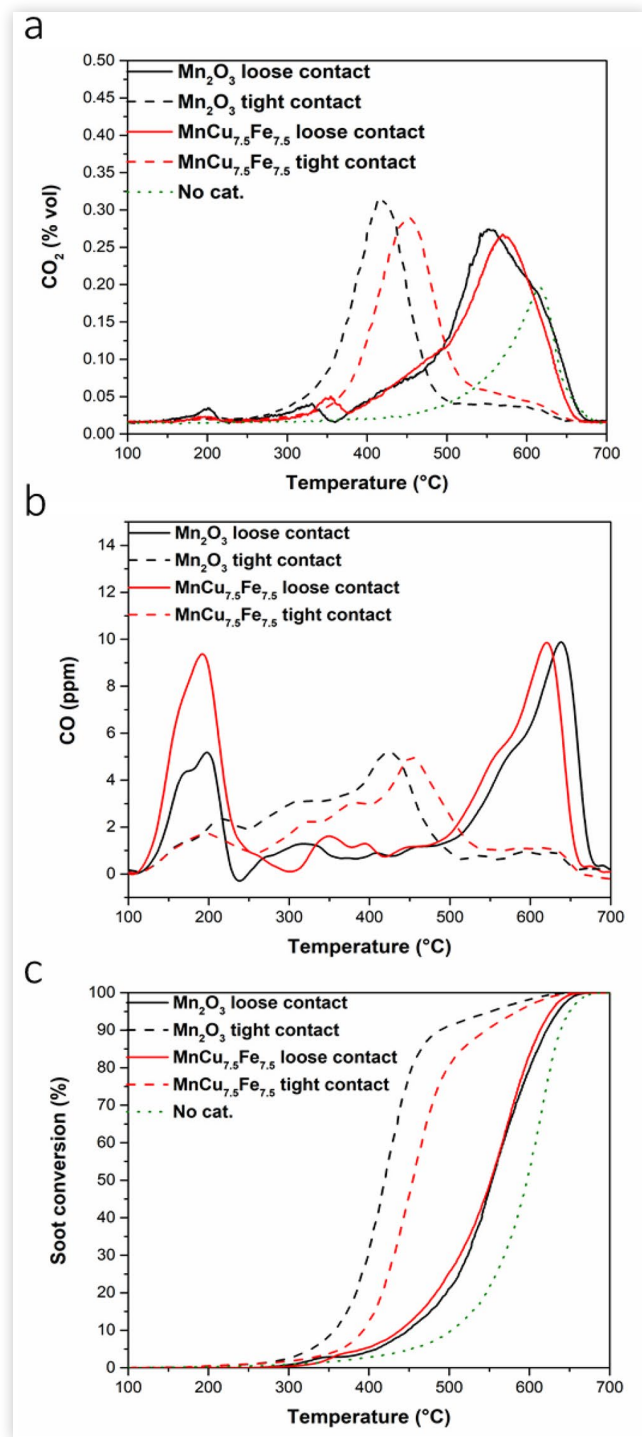 a
0.50
0.45
0.40
0.35
0.30
0.25
0.20
0.15
0.10
0.05
0.00
CO₂ (% vol)
Mn₂O₃ loose contact
Mn₂O₃ tight contact
MnCu₇.₅Fe₇.₅ loose contact
MnCu₇.₅Fe₇.₅ tight contact
No cat.
100 200 300 400 500 600 700
Temperature (°C)
b
14
12
10
8
6
4
2
0
CO (ppm)
Mn₂O₃ loose contact
Mn₂O₃ tight contact
MnCu₇.₅Fe₇.₅ loose contact
MnCu₇.₅Fe₇.₅ tight contact
100 200 300 400 500 600 700
Temperature (°C)
c
100
90
80
70
60
50
40
30
20
10
0
Soot conversion (%)
Mn₂O₃ loose contact
Mn₂O₃ tight contact
MnCu₇.₅Fe₇.₅ loose contact
MnCu₇.₅Fe₇.₅ tight contact
No cat.
100 200 300 400 500 600 700
Temperature (°C)